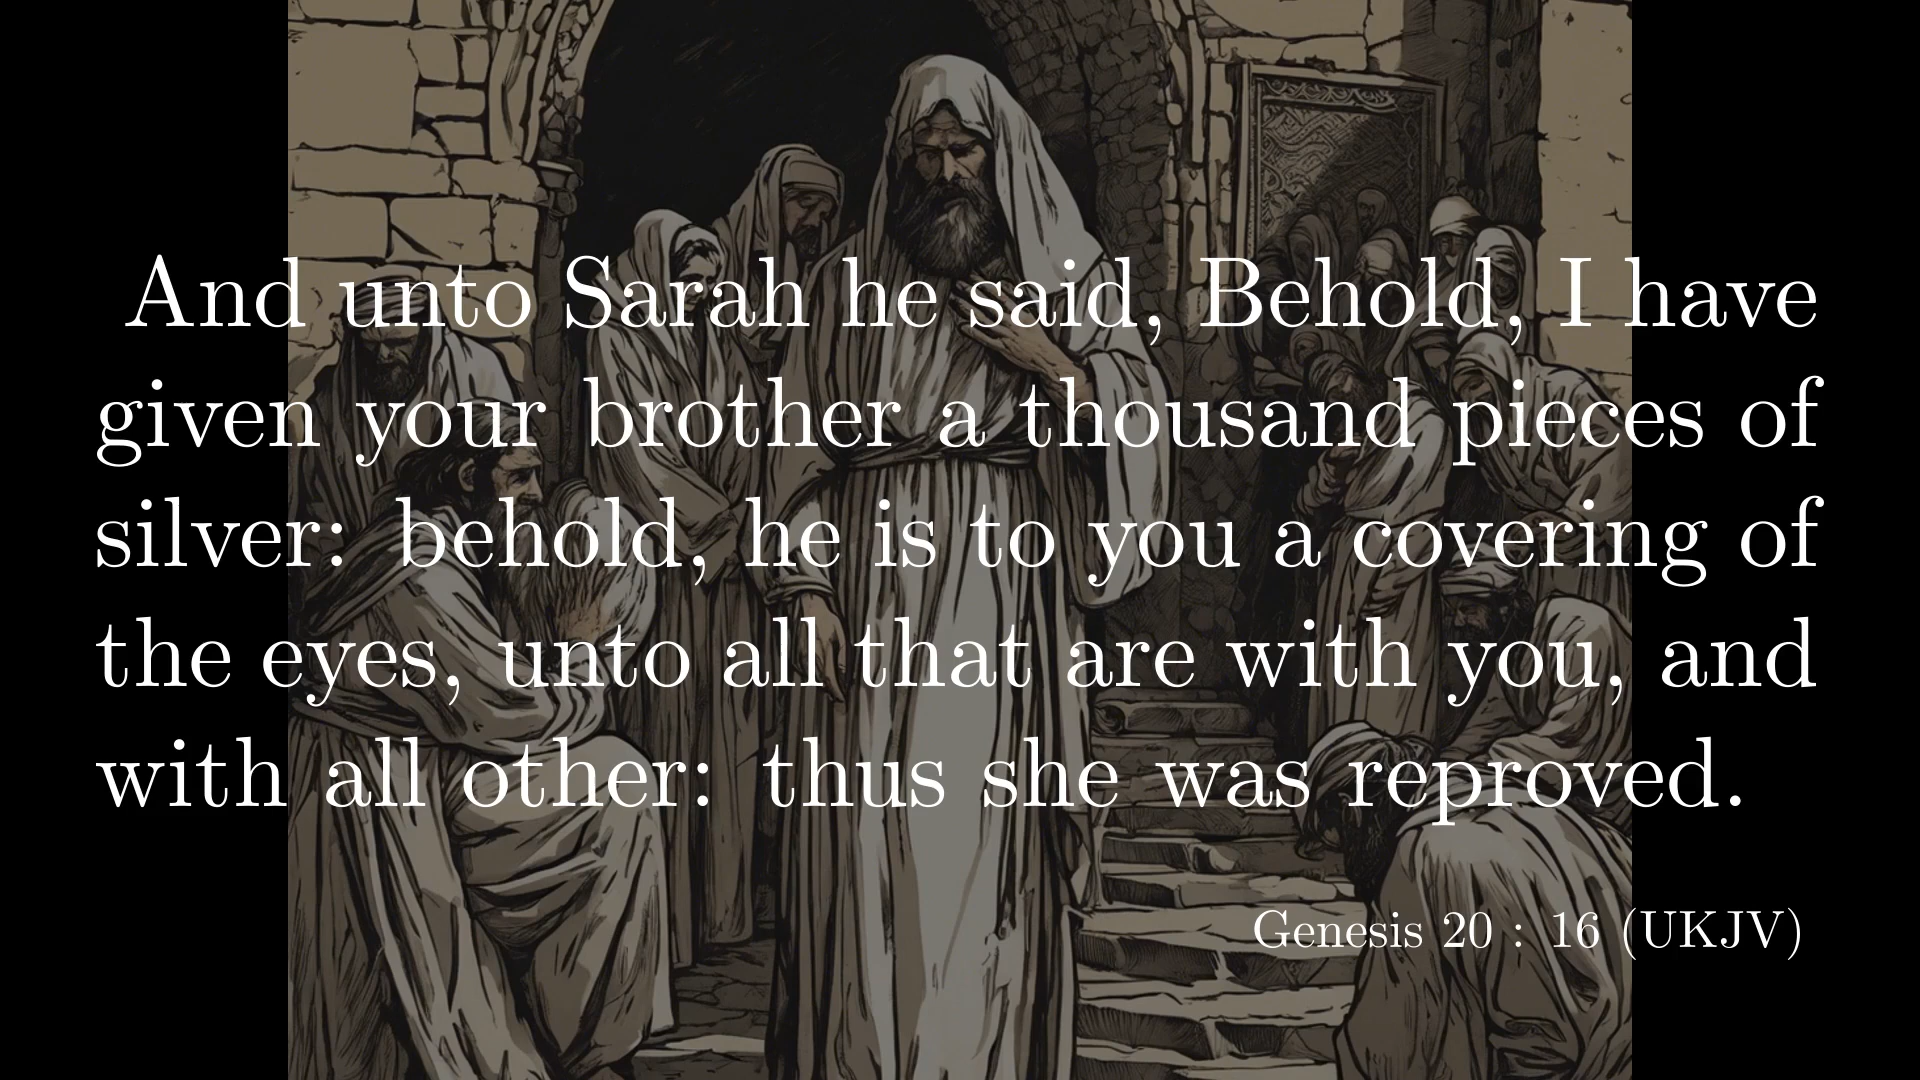 And unto Sarah he said, Behold, I have
given your brother a thousand pieces of
silver: behold, he is to you a covering of
the eyes, unto all that are with you, and
with all other: thus she was reproved.
Genesis 20 : 16 (UKJV)